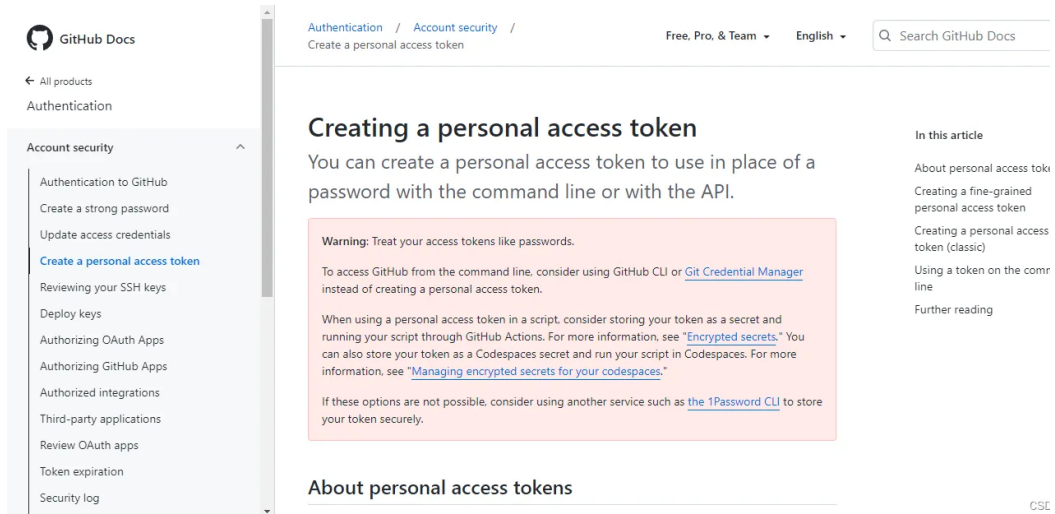 GitHub Docs
All products
Authentication
Account security
Authentication to GitHub
Create a strong password
Update access credentials
Create a personal access token
Reviewing your SSH keys
Deploy keys
Authorizing OAuth Apps
Authorizing GitHub Apps
Authorized integrations
Third-party applications
Review OAuth apps
Token expiration
Security log
Authentication / Account security /
Create a personal access token
Free, Pro, & Team
English
Search GitHub Docs
Creating a personal access token
You can create a personal access token to use in place of a
password with the command line or with the API.
Warning: Treat your access tokens like passwords.
To access GitHub from the command line, consider using GitHub CLI or Git Credential Manager
instead of creating a personal access token.
When using a personal access token in a script, consider storing your token as a secret and
running your script through GitHub Actions. For more information, see "Encrypted secrets." You
can also store your token as a Codespaces secret and run your script in Codespaces. For more
information, see "Managing encrypted secrets for your codespaces."
If these options are not possible, consider using another service such as the 1Password CLI to store
your token securely.
About personal access tokens
In this article
About personal access toke
Creating a fine-grained
personal access token
Creating a personal access
token (classic)
Using a token on the comm
line
Further reading